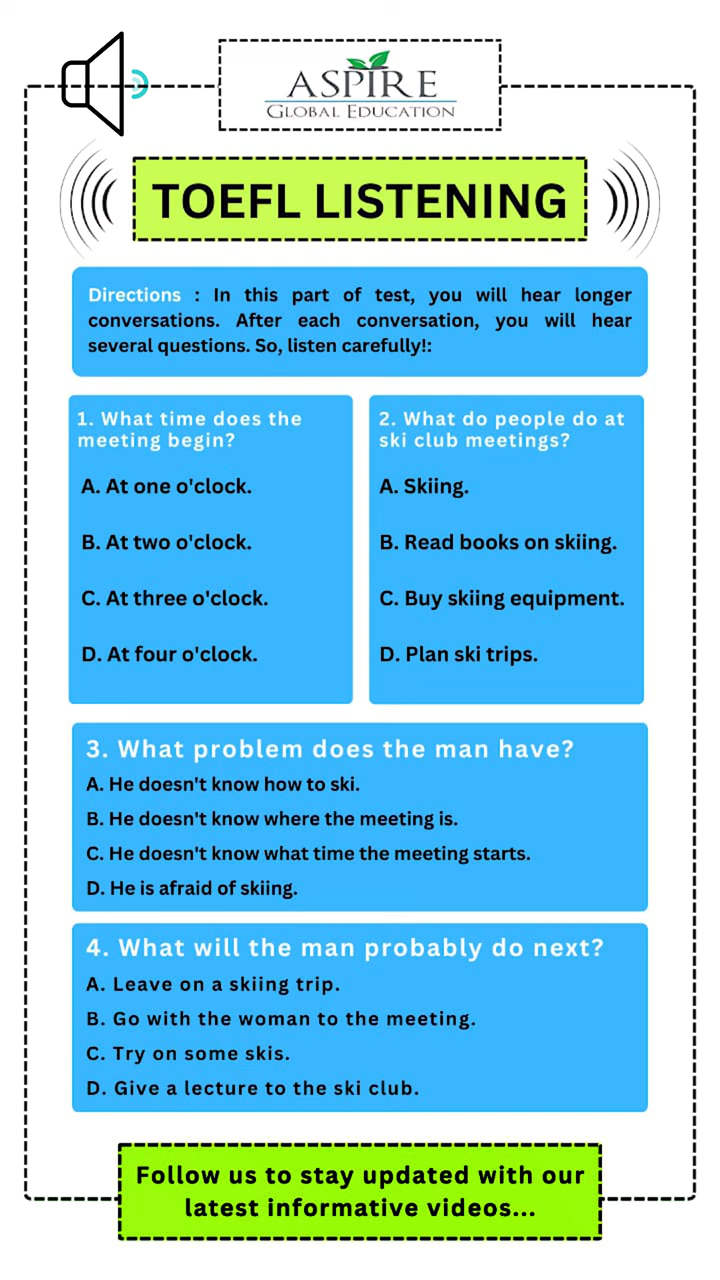 ASPIRE
GLOBAL EDUCATION
TOEFL LISTENING
Directions : In this part of test, you will hear longer
conversations. After each conversation, you will hear
several questions. So, listen carefully!:
1. What time does the
meeting begin?
A. At one o'clock.
B. At two o'clock.
C. At three o'clock.
D. At four o'clock.
2. What do people do at
ski club meetings?
A. Skiing.
B. Read books on skiing.
C. Buy skiing equipment.
D. Plan ski trips.
3. What problem does the man have?
A. He doesn't know how to ski.
B. He doesn't know where the meeting is.
C. He doesn't know what time the meeting starts.
D. He is afraid of skiing.
4. What will the man probably do next?
A. Leave on a skiing trip.
B. Go with the woman to the meeting.
C. Try on some skis.
D. Give a lecture to the ski club.
Follow us to stay updated with our
latest informative videos...